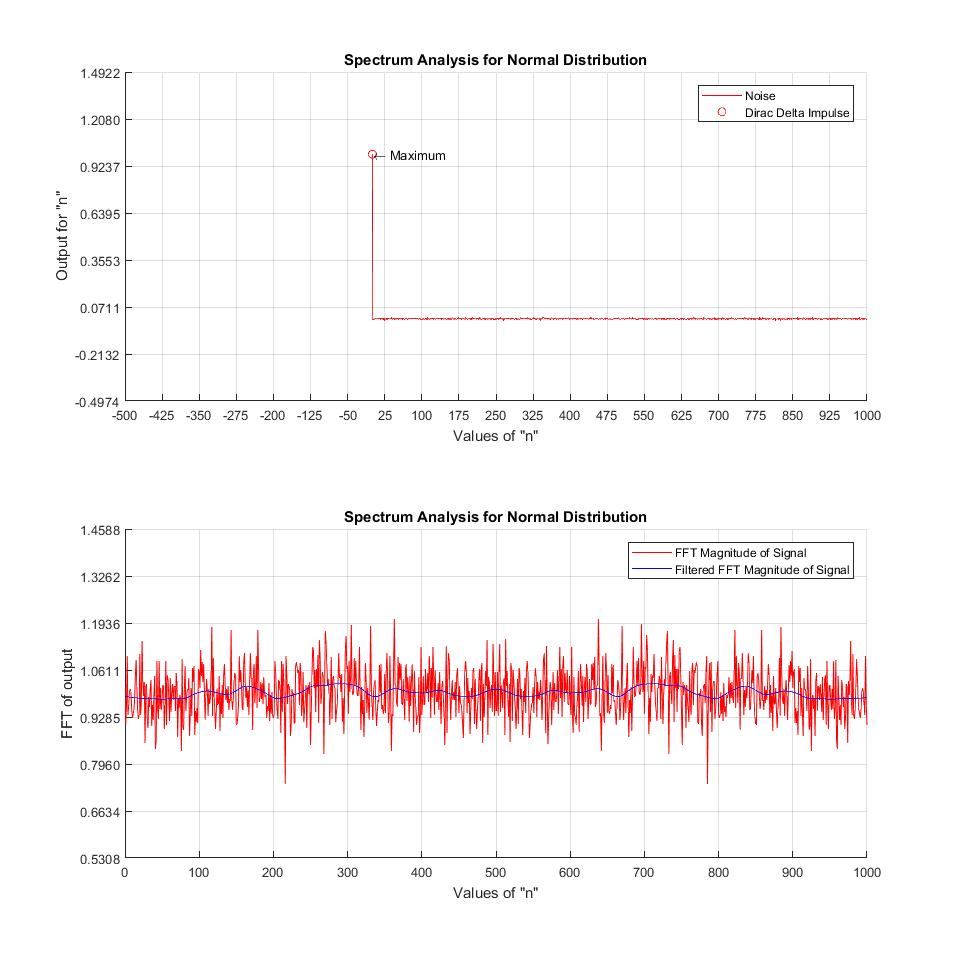 Spectrum Analysis for Normal Distribution
1.4922
1.2080
0.9237
0.6395
0.3553
0.0711
-0.2132
-0.4974
Output for "n"
Noise
Dirac Delta Impulse
Maximum
-500 -425 -350 -275 -200 -125 -50 25 100 175 250 325 400 475 550 625 700 775 850 925 1000
Values of "n"
Spectrum Analysis for Normal Distribution
1.4588
1.3262
1.1936
1.0611
0.9285
0.7960
0.6634
0.5308
FFT of output
FFT Magnitude of Signal
Filtered FFT Magnitude of Signal
0 100 200 300 400 500 600 700 800 900 1000
Values of "n"